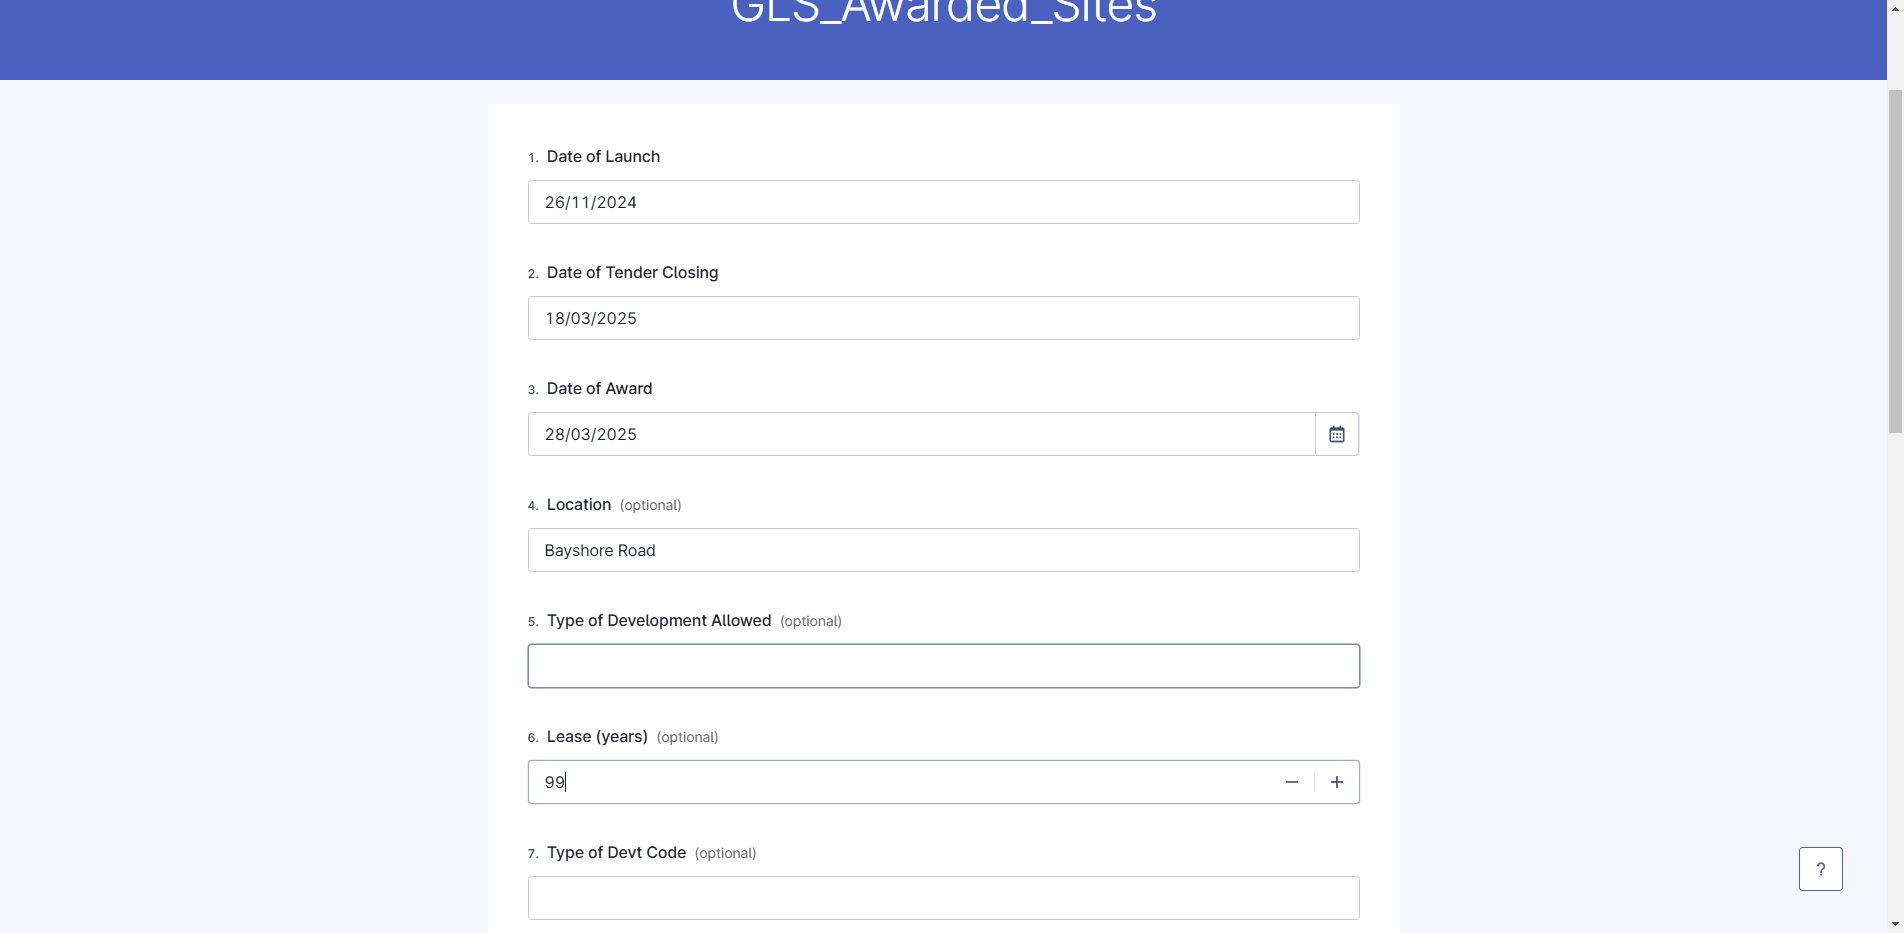 GLS_Awarded_Sites
1. Date of Launch
26/11/2024
2. Date of Tender Closing
18/03/2025
3. Date of Award
28/03/2025
4. Location (optional)
Bayshore Road
5. Type of Development Allowed (optional)
6. Lease (years) (optional)
99
7. Type of Devt Code (optional)
?